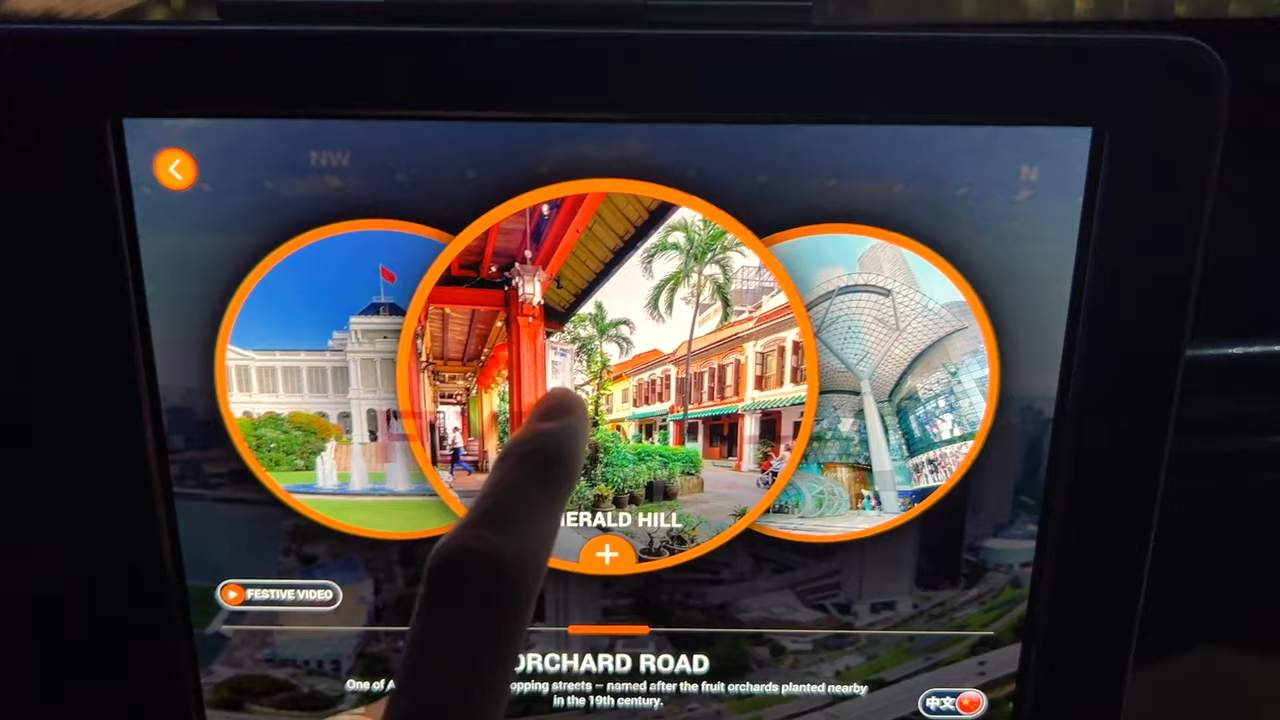 NW
N
ERALD HILL
FESTIVE VIDEO
ORCHARD ROAD
One of A opping streets – named after the fruit orchards planted nearby
in the 19th century.
中文